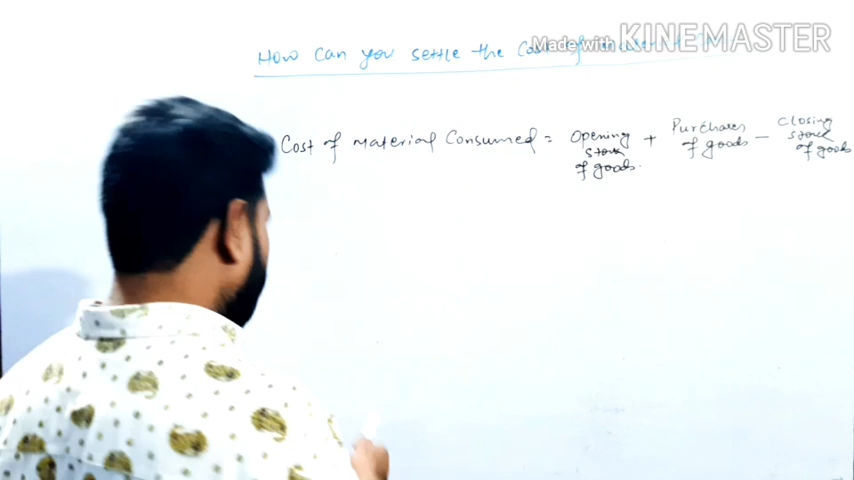 Made with KINEMASTER
How can you settle the
Cost of Material Consumed = Opening stock of goods. + Purchases of goods - Closing stock of goods